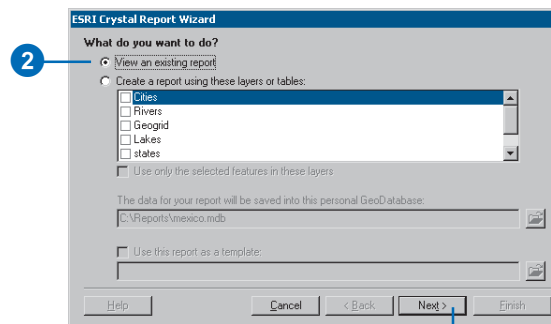 ESRI Crystal Report Wizard
What do you want to do?
2
View an existing report
Create a report using these layers or tables:
Cities
Rivers
Geogrid
Lakes
states
Use only the selected features in these layers
The data for your report will be saved into this personal GeoDatabase:
C:\Reports\mexico.mdb
Use this report as a template:
Help Cancel < Back Next > Finish